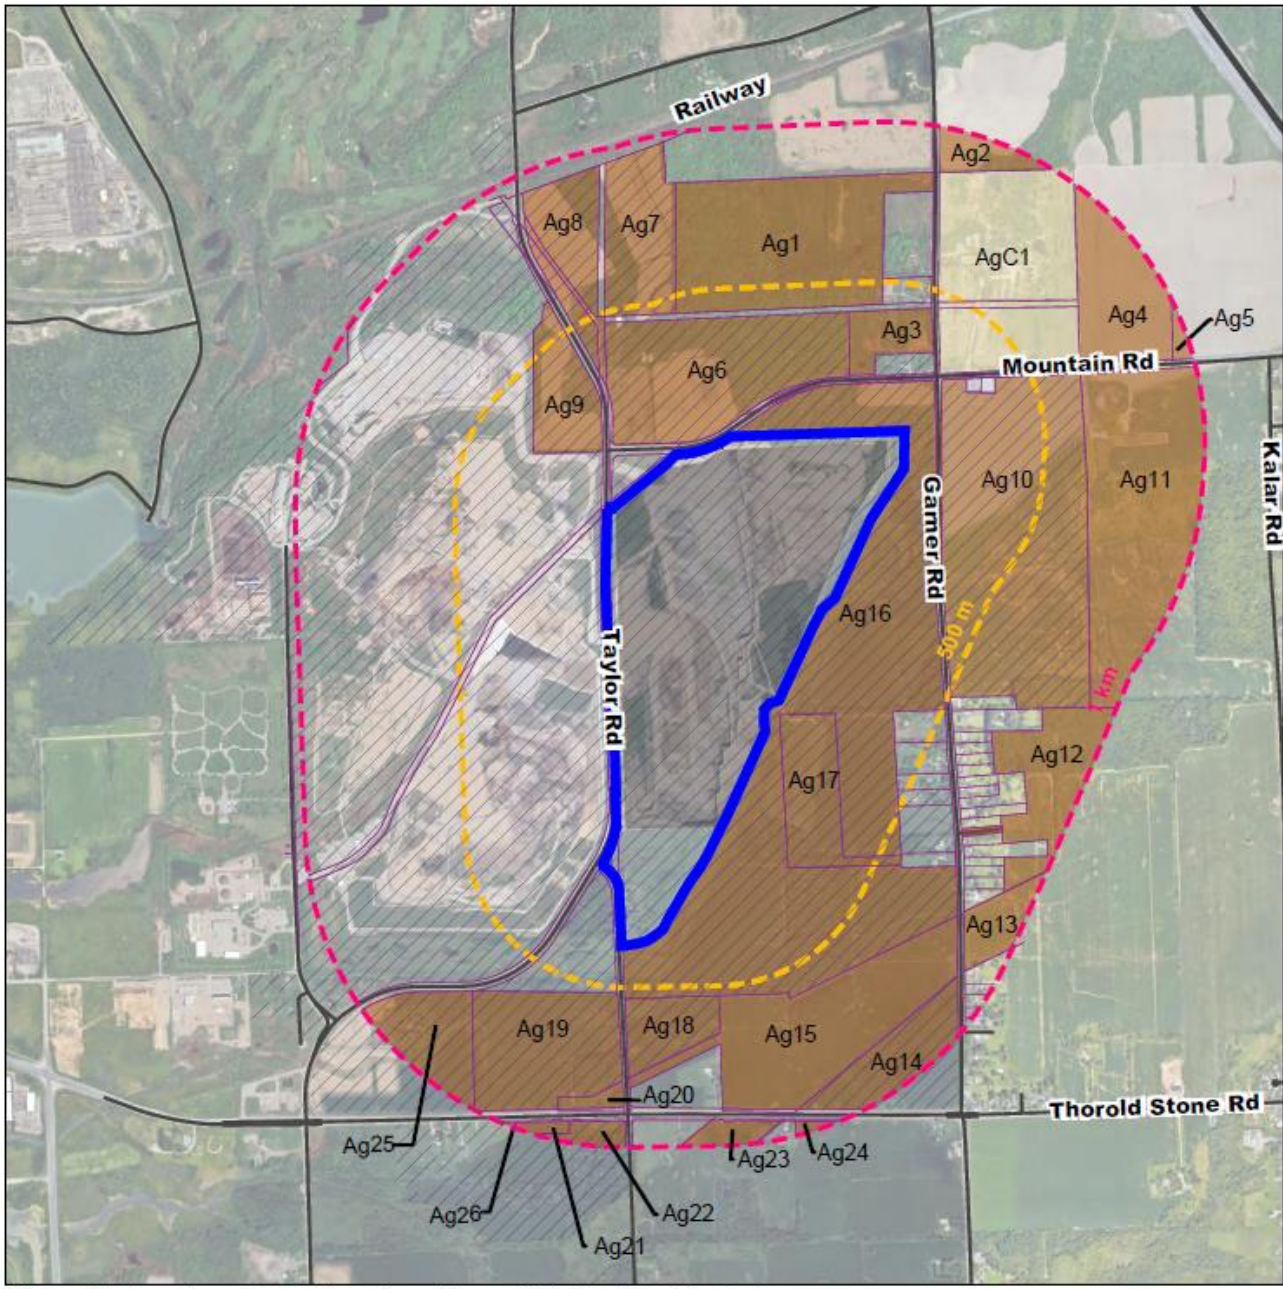 Railway
Ag2
Ag8
Ag7
Ag1
AgC1
Ag4
Ag5
Ag3
Mountain Rd
Ag6
Ag9
Kalar Rd
Ag10
Ag11
Garner Rd
Ag16
500 m
Taylor Rd
1 km
Ag12
Ag17
Ag13
Ag19
Ag18
Ag15
Ag14
Ag20
Thorold Stone Rd
Ag25
Ag24
Ag23
Ag26
Ag22
Ag21